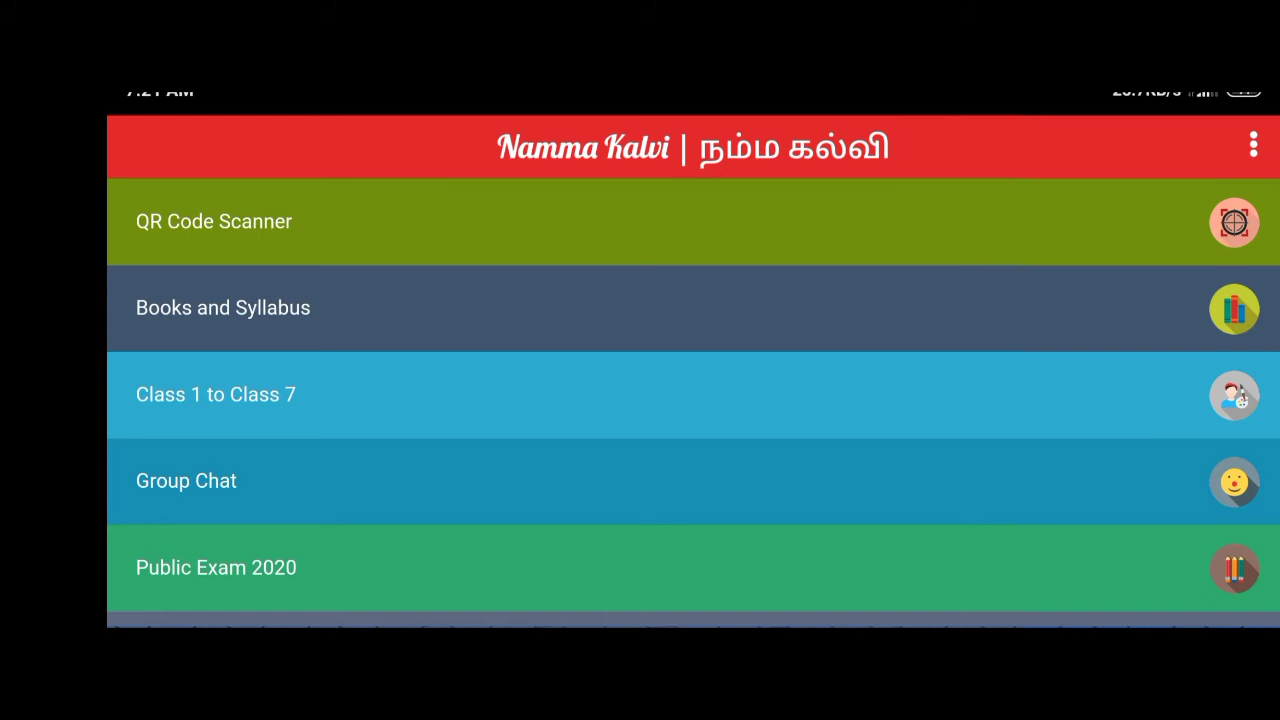 Namma Kalvi | நம்ம கல்வி
QR Code Scanner
Books and Syllabus
Class 1 to Class 7
Group Chat
Public Exam 2020